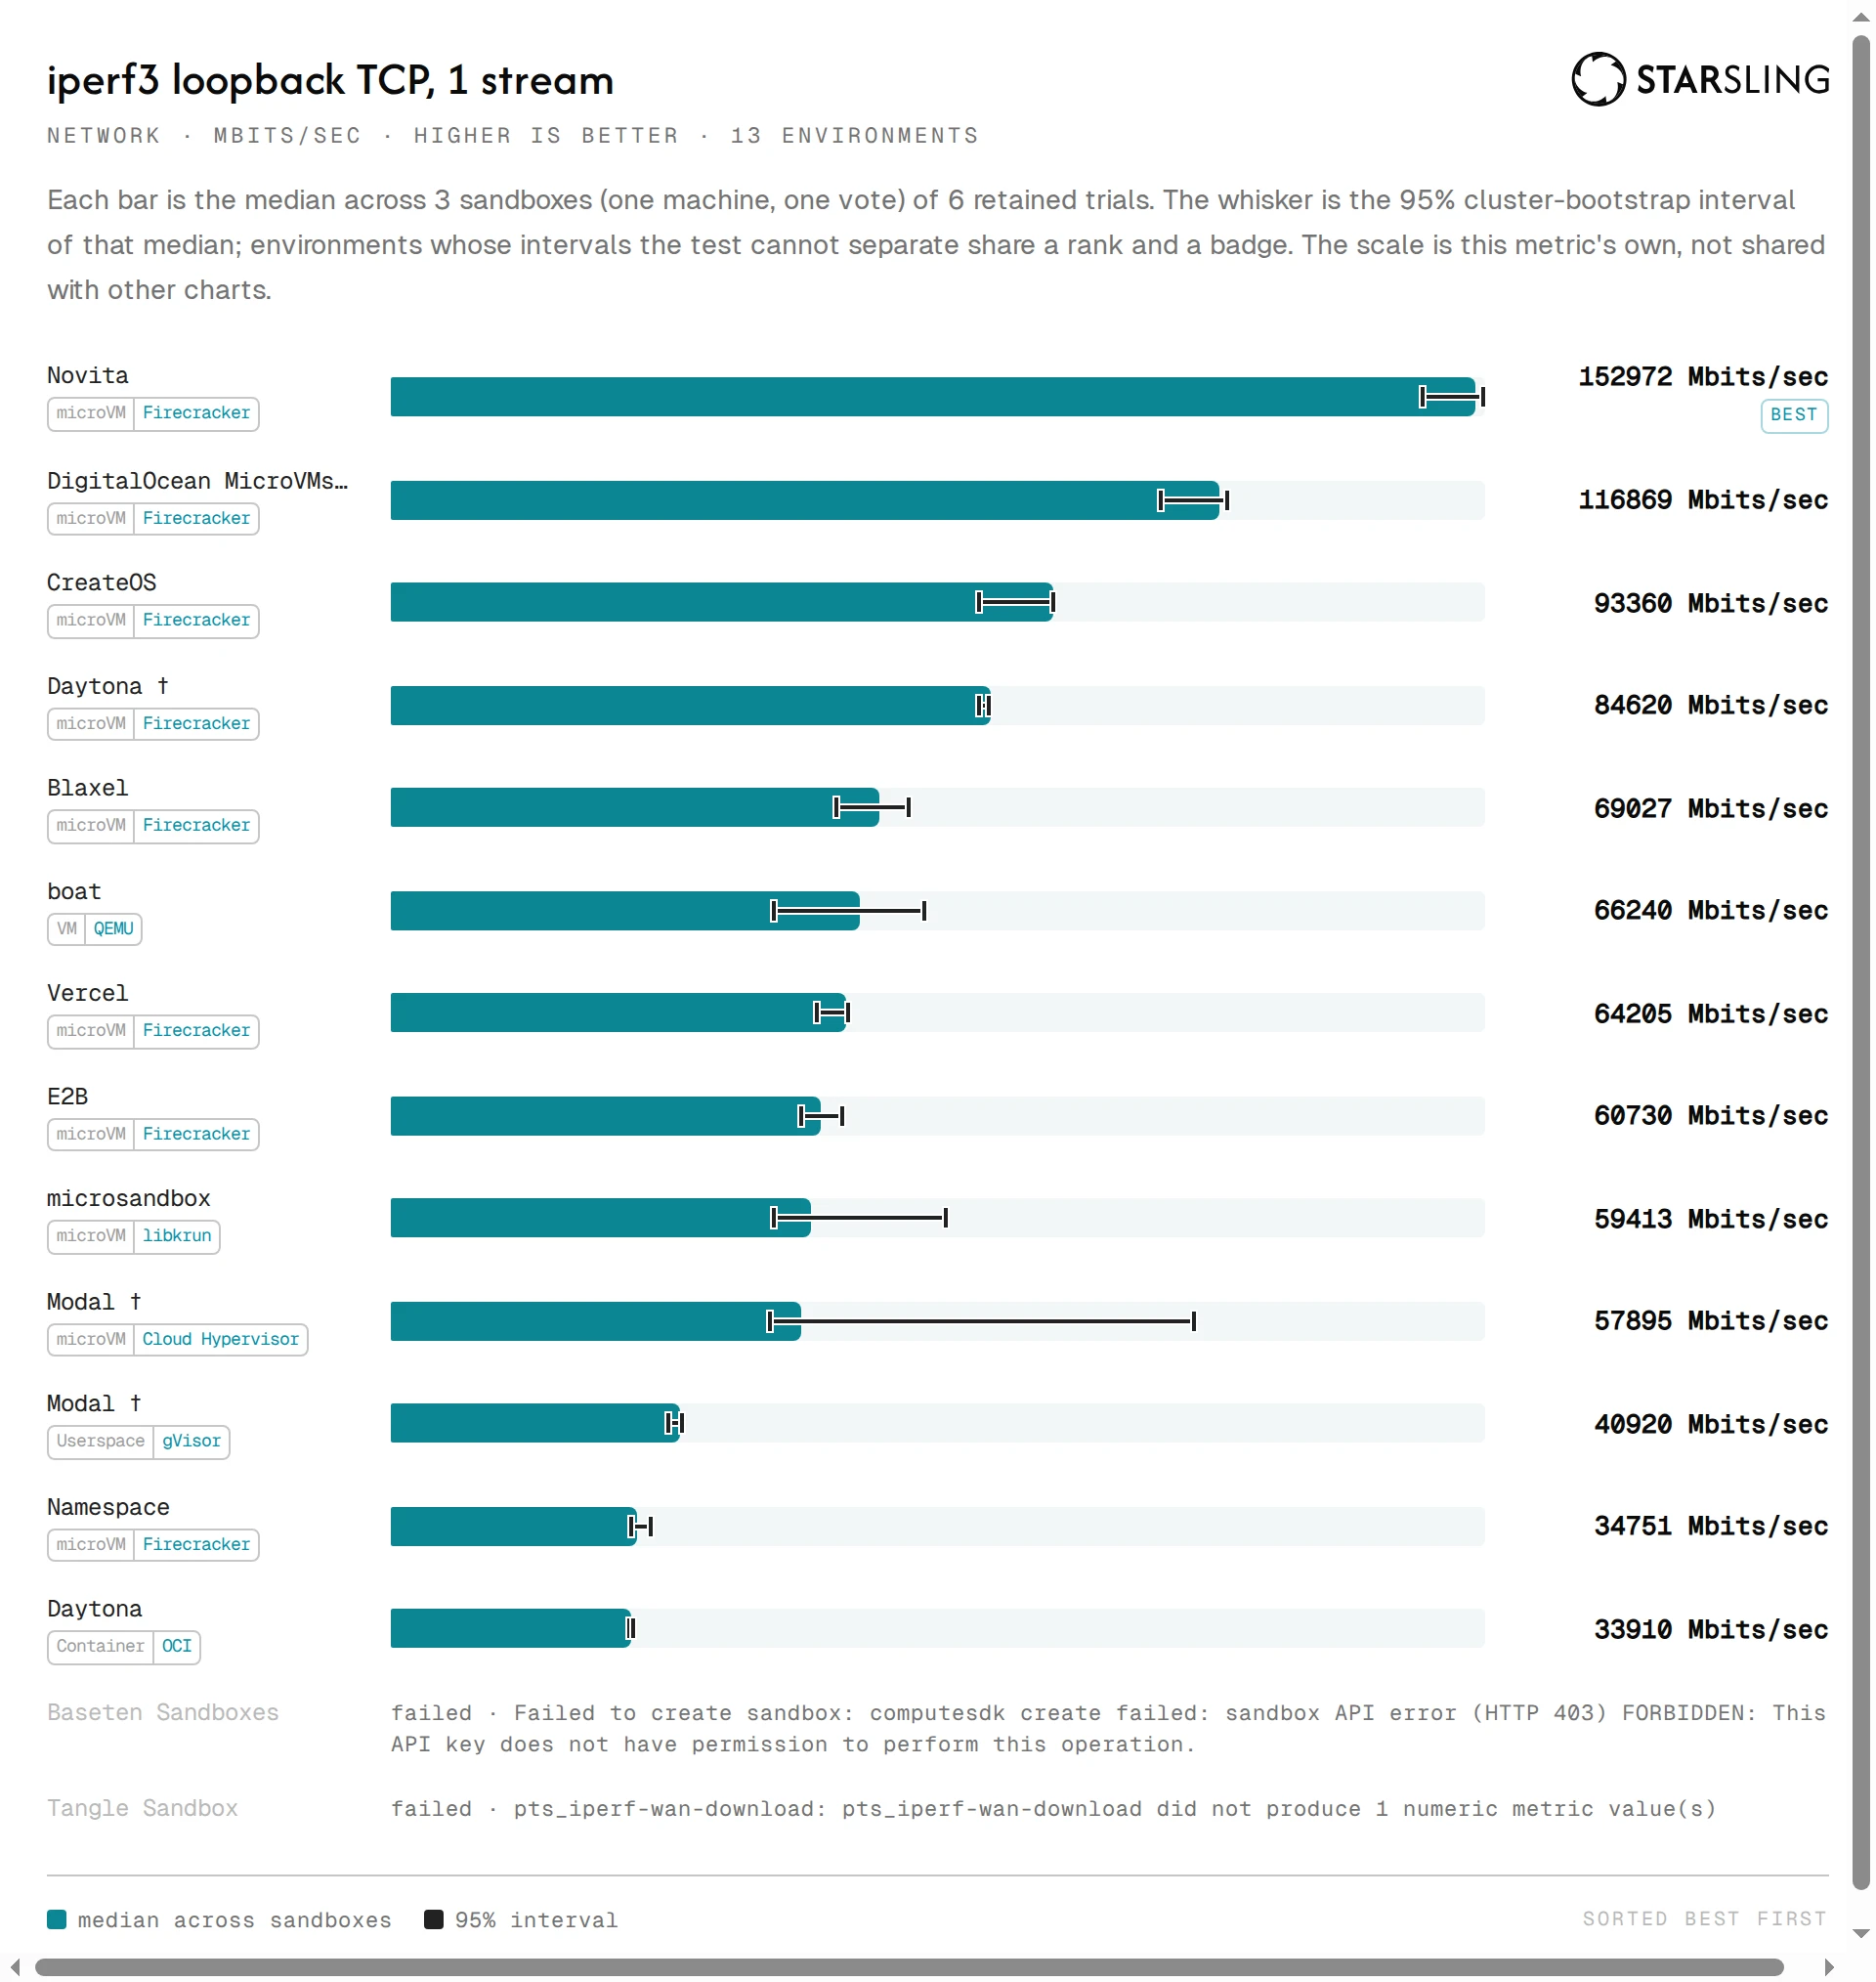 iperf3 loopback TCP, 1 stream
STARSLING
NETWORK · MBITS/SEC · HIGHER IS BETTER · 13 ENVIRONMENTS
Each bar is the median across 3 sandboxes (one machine, one vote) of 6 retained trials. The whisker is the 95% cluster-bootstrap interval
of that median; environments whose intervals the test cannot separate share a rank and a badge. The scale is this metric's own, not shared
with other charts.
Novita
152972 Mbits/sec
microVM Firecracker
BEST
DigitalOcean MicroVMs…
116869 Mbits/sec
microVM Firecracker
CreateOS
93360 Mbits/sec
microVM Firecracker
Daytona †
84620 Mbits/sec
microVM Firecracker
Blaxel
69027 Mbits/sec
microVM Firecracker
boat
66240 Mbits/sec
VM QEMU
Vercel
64205 Mbits/sec
microVM Firecracker
E2B
60730 Mbits/sec
microVM Firecracker
microsandbox
59413 Mbits/sec
microVM libkrun
Modal †
57895 Mbits/sec
microVM Cloud Hypervisor
Modal †
40920 Mbits/sec
Userspace gVisor
Namespace
34751 Mbits/sec
microVM Firecracker
Daytona
33910 Mbits/sec
Container OCI
Baseten Sandboxes
failed · Failed to create sandbox: computesdk create failed: sandbox API error (HTTP 403) FORBIDDEN: This
API key does not have permission to perform this operation.
Tangle Sandbox
failed · pts_iperf-wan-download: pts_iperf-wan-download did not produce 1 numeric metric value(s)
median across sandboxes
95% interval
SORTED BEST FIRST